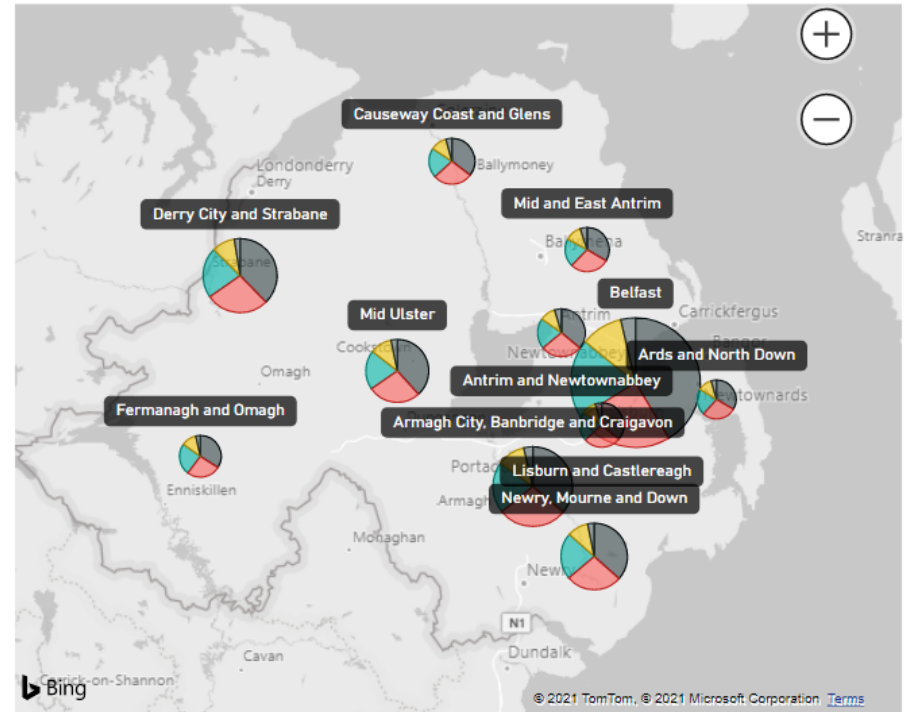 +
−
Causeway Coast and Glens
Londonderry
Derry
Ballymoney
Mid and East Antrim
Derry City and Strabane
Stranra
Ballymena
Strabane
Belfast
Mid Ulster
Antrim
Carrickfergus
Bangor
Cookstown
Newtownabbey
Ards and North Down
Omagh
Antrim and Newtownabbey
Newtownards
Fermanagh and Omagh
Armagh City, Banbridge and Craigavon
Portad
Lisburn and Castlereagh
Enniskillen
Armagh
Newry, Mourne and Down
Monaghan
Newry
N1
Dundalk
Cavan
Carrick-on-Shannon
Bing
© 2021 TomTom, © 2021 Microsoft Corporation Terms